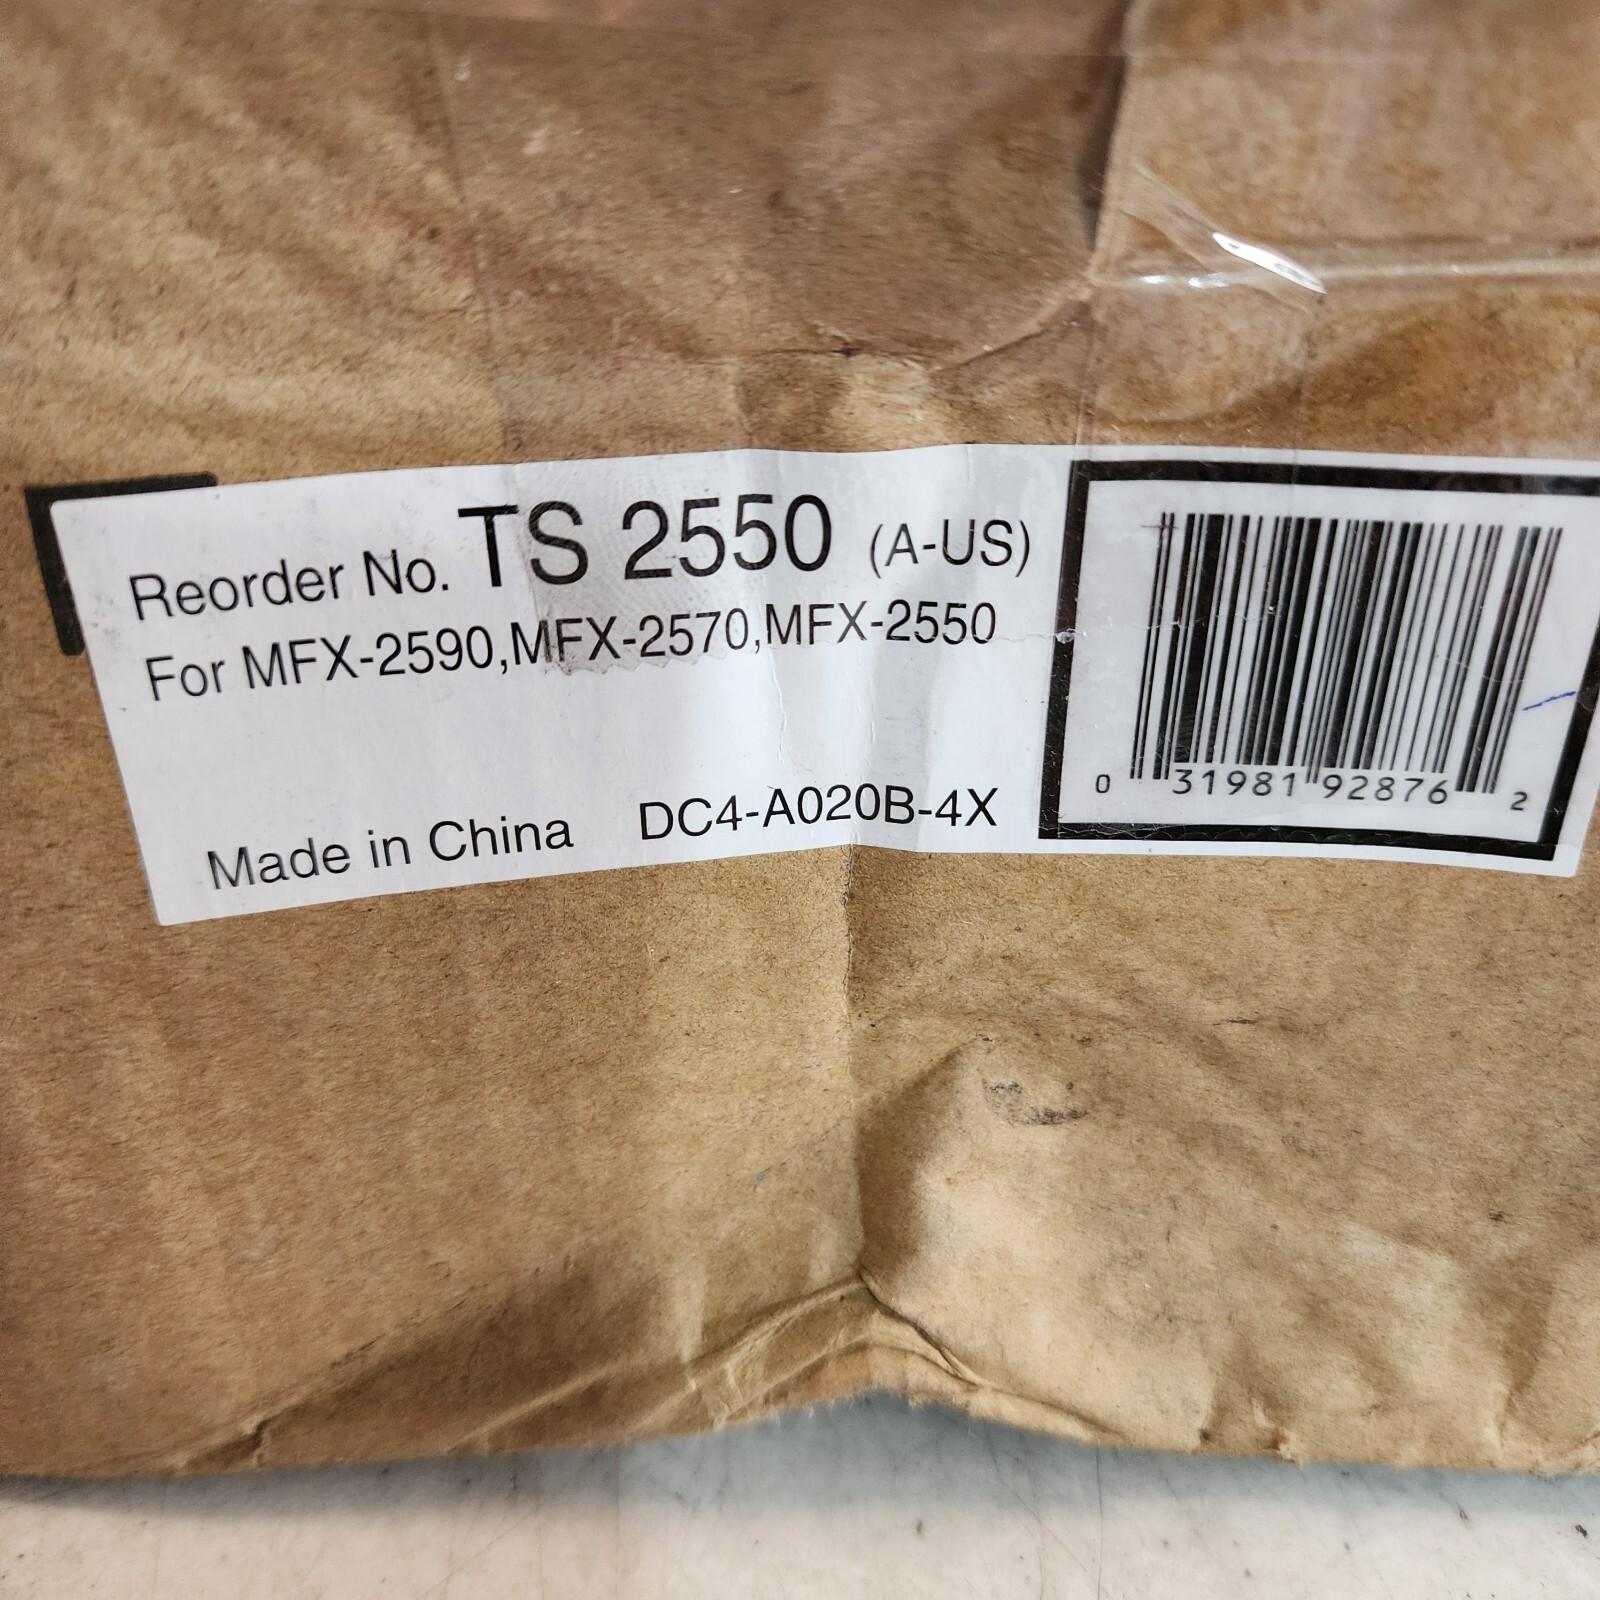 Reorder No. TS 2550 (A-US)
For MFX-2590,MFX-2570,MFX-2550
Made in China DC4-A020B-4X
0 31981 92876 2